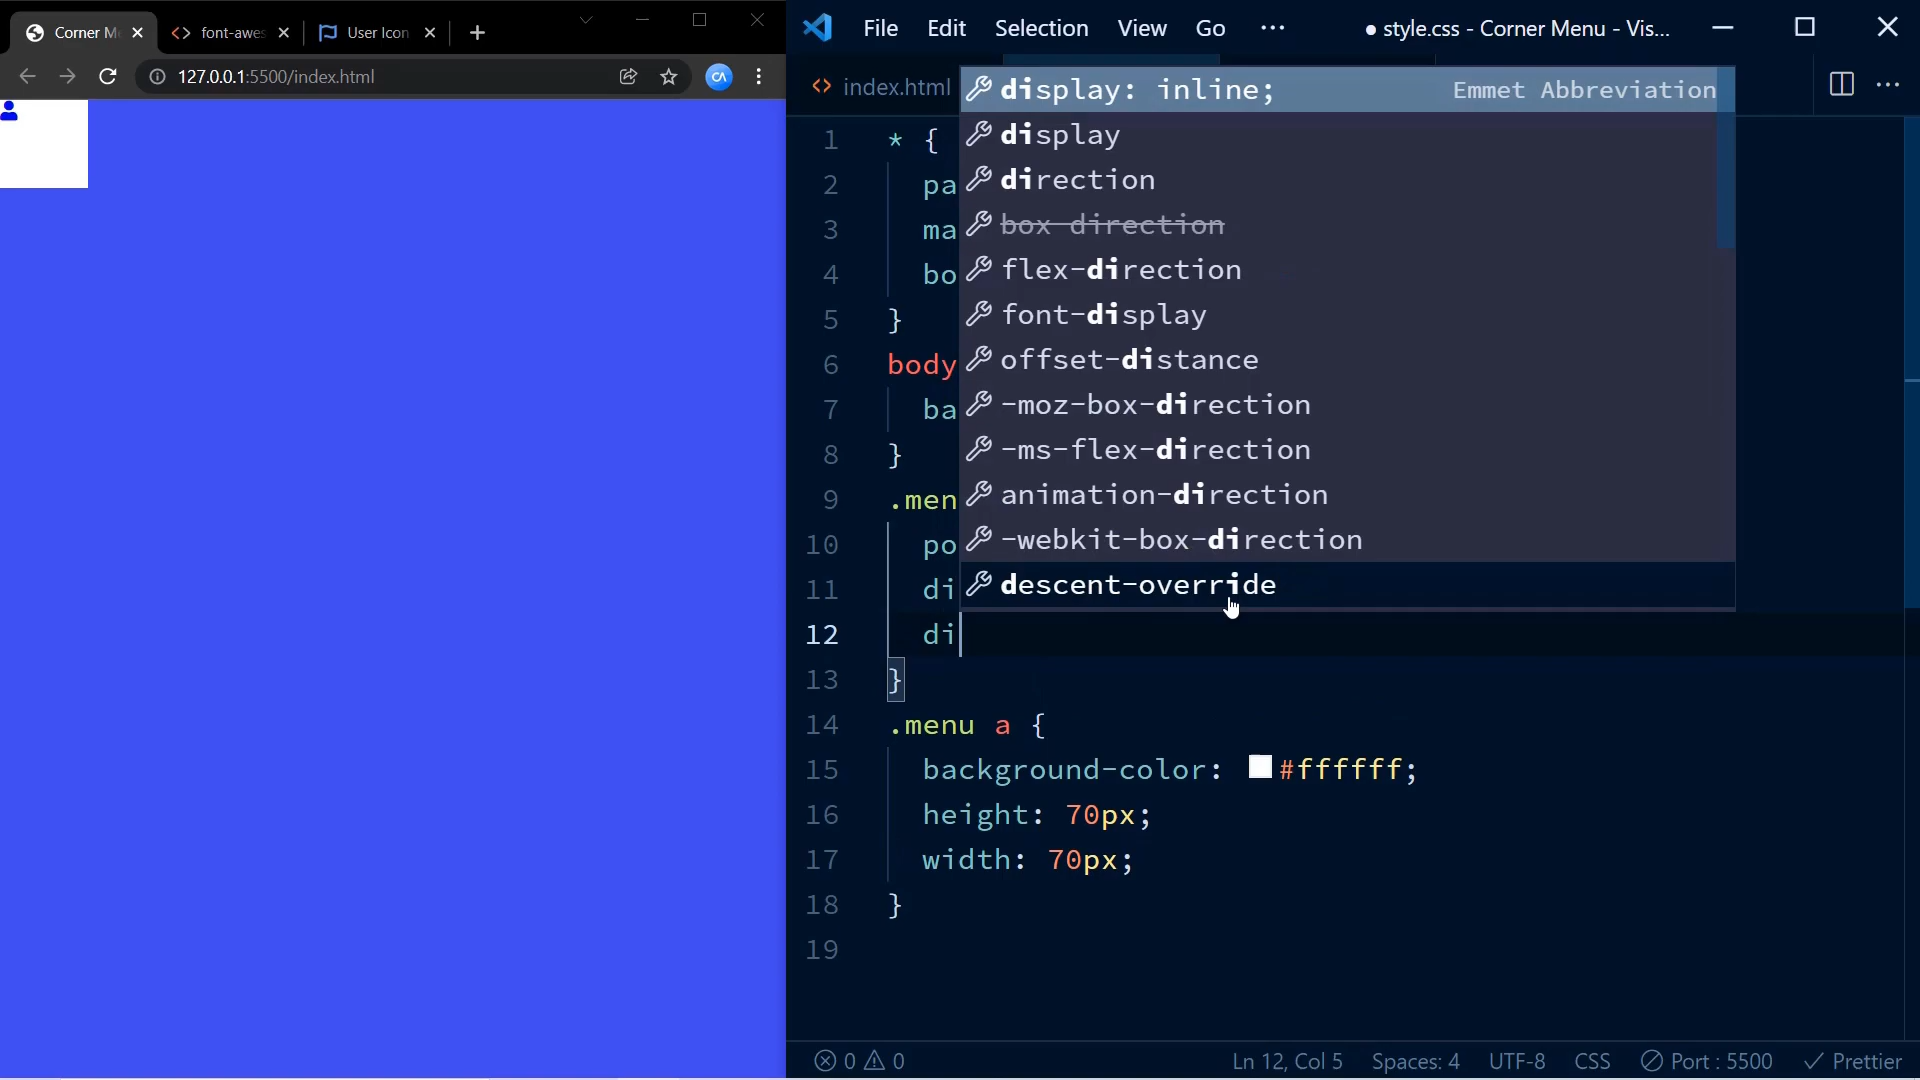 Corner M
font-awes
User Icon
127.0.0.1:5500/index.html
CA
File Edit Selection View Go ··· ● style.css - Corner Menu - Vis...
<> index.html
display: inline; Emmet Abbreviation
display
direction
box-direction
flex-direction
font-display
offset-distance
-moz-box-direction
-ms-flex-direction
animation-direction
-webkit-box-direction
descent-override
1 * {
2 pa
3 ma
4 bo
5 }
6 body
7 ba
8 }
9 .men
10 po
11 di
12 di
13 }
14 .menu a {
15 background-color: #ffffff;
16 height: 70px;
17 width: 70px;
18 }
19
0 0 Ln 12, Col 5 Spaces: 4 UTF-8 CSS Port : 5500 Prettier